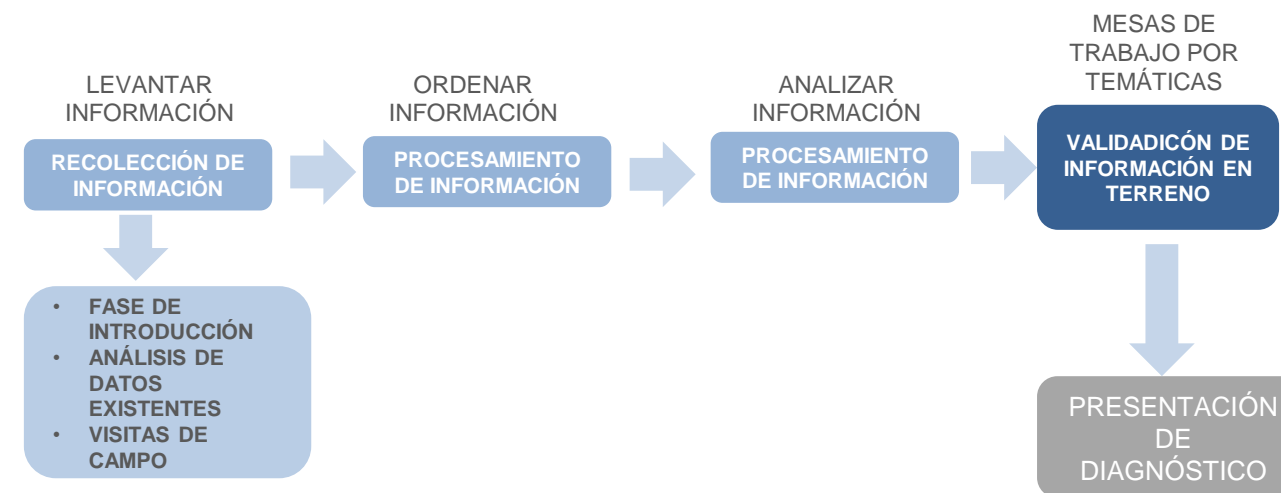 LEVANTAR
INFORMACIÓN
RECOLECCIÓN DE
INFORMACIÓN
• FASE DE
INTRODUCCIÓN
• ANÁLISIS DE
DATOS
EXISTENTES
• VISITAS DE
CAMPO
ORDENAR
INFORMACIÓN
PROCESAMIENTO
DE INFORMACIÓN
ANALIZAR
INFORMACIÓN
PROCESAMIENTO
DE INFORMACIÓN
MESAS DE
TRABAJO POR
TEMÁTICAS
VALIDADICÓN DE
INFORMACIÓN EN
TERRENO
PRESENTACIÓN
DE
DIAGNÓSTICO